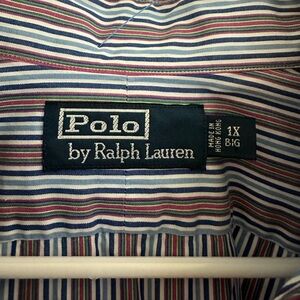 Polo
by Ralph Lauren
MADE IN
HONG KONG
1X
BIG